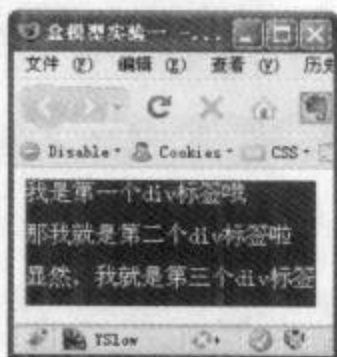 盒模型实验一 -...
文件 (F) 编辑 (E) 查看 (V) 历史
Disable Cookies CSS
我是第一个div标签哦
那我就是第二个div标签啦
显然，我就是第三个div标签
YSlow